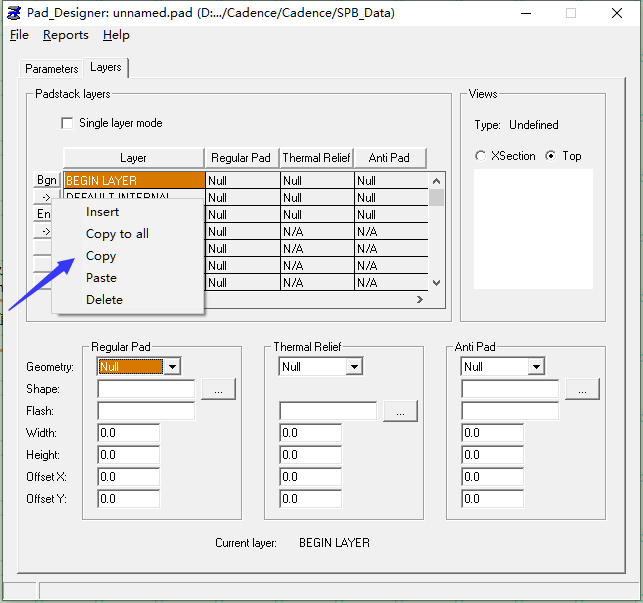 Pad_Designer: unnamed.pad (D:.../Cadence/Cadence/SPB_Data)
File Reports Help
Parameters Layers
Padstack layers
Views
Single layer mode
Type: Undefined
Layer Regular Pad Thermal Relief Anti Pad
XSection Top
Bgn BEGIN LAYER Null Null Null
-> DEFAULT INTERNAL Null Null Null
En Null Null Null
-> Null N/A N/A
Null N/A N/A
Null N/A N/A
Null N/A N/A
Insert
Copy to all
Copy
Paste
Delete
Regular Pad Thermal Relief Anti Pad
Geometry: Null Null Null
Shape: ... ...
Flash: ...
Width: 0.0 0.0 0.0
Height: 0.0 0.0 0.0
Offset X: 0.0 0.0 0.0
Offset Y: 0.0 0.0 0.0
Current layer: BEGIN LAYER